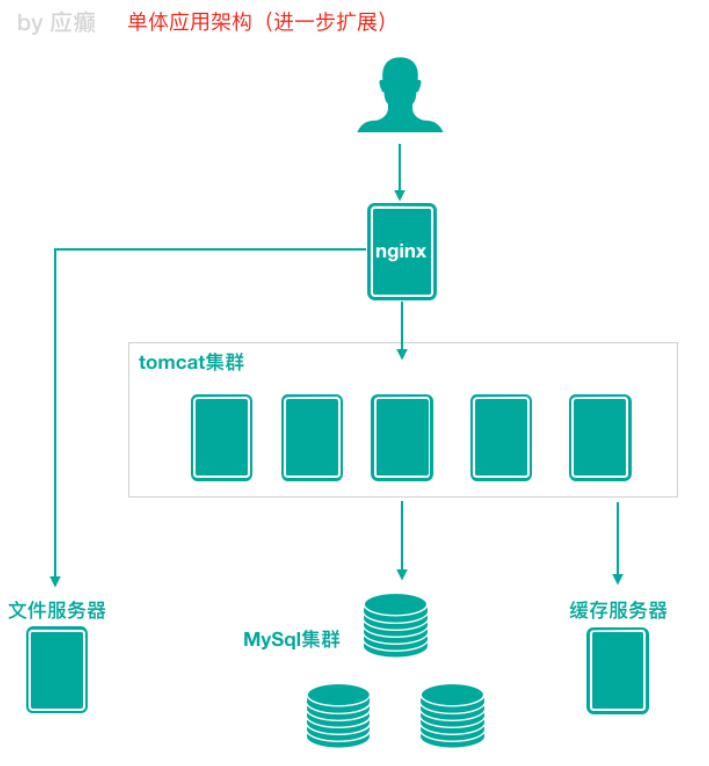 by 应癫 单体应用架构（进一步扩展）
nginx
tomcat集群
文件服务器
MySql集群
缓存服务器